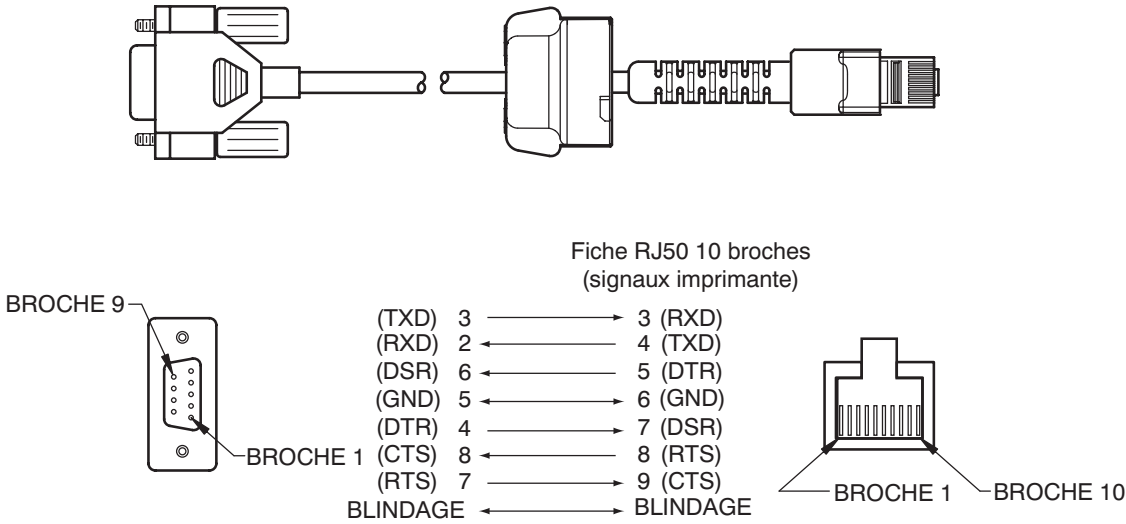 Fiche RJ50 10 broches
(signaux imprimante)
BROCHE 9
(TXD) 3 3 (RXD)
(RXD) 2 4 (TXD)
(DSR) 6 5 (DTR)
(GND) 5 6 (GND)
(DTR) 4 7 (DSR)
BROCHE 1 (CTS) 8 8 (RTS)
(RTS) 7 9 (CTS)
BLINDAGE BLINDAGE
BROCHE 1 BROCHE 10